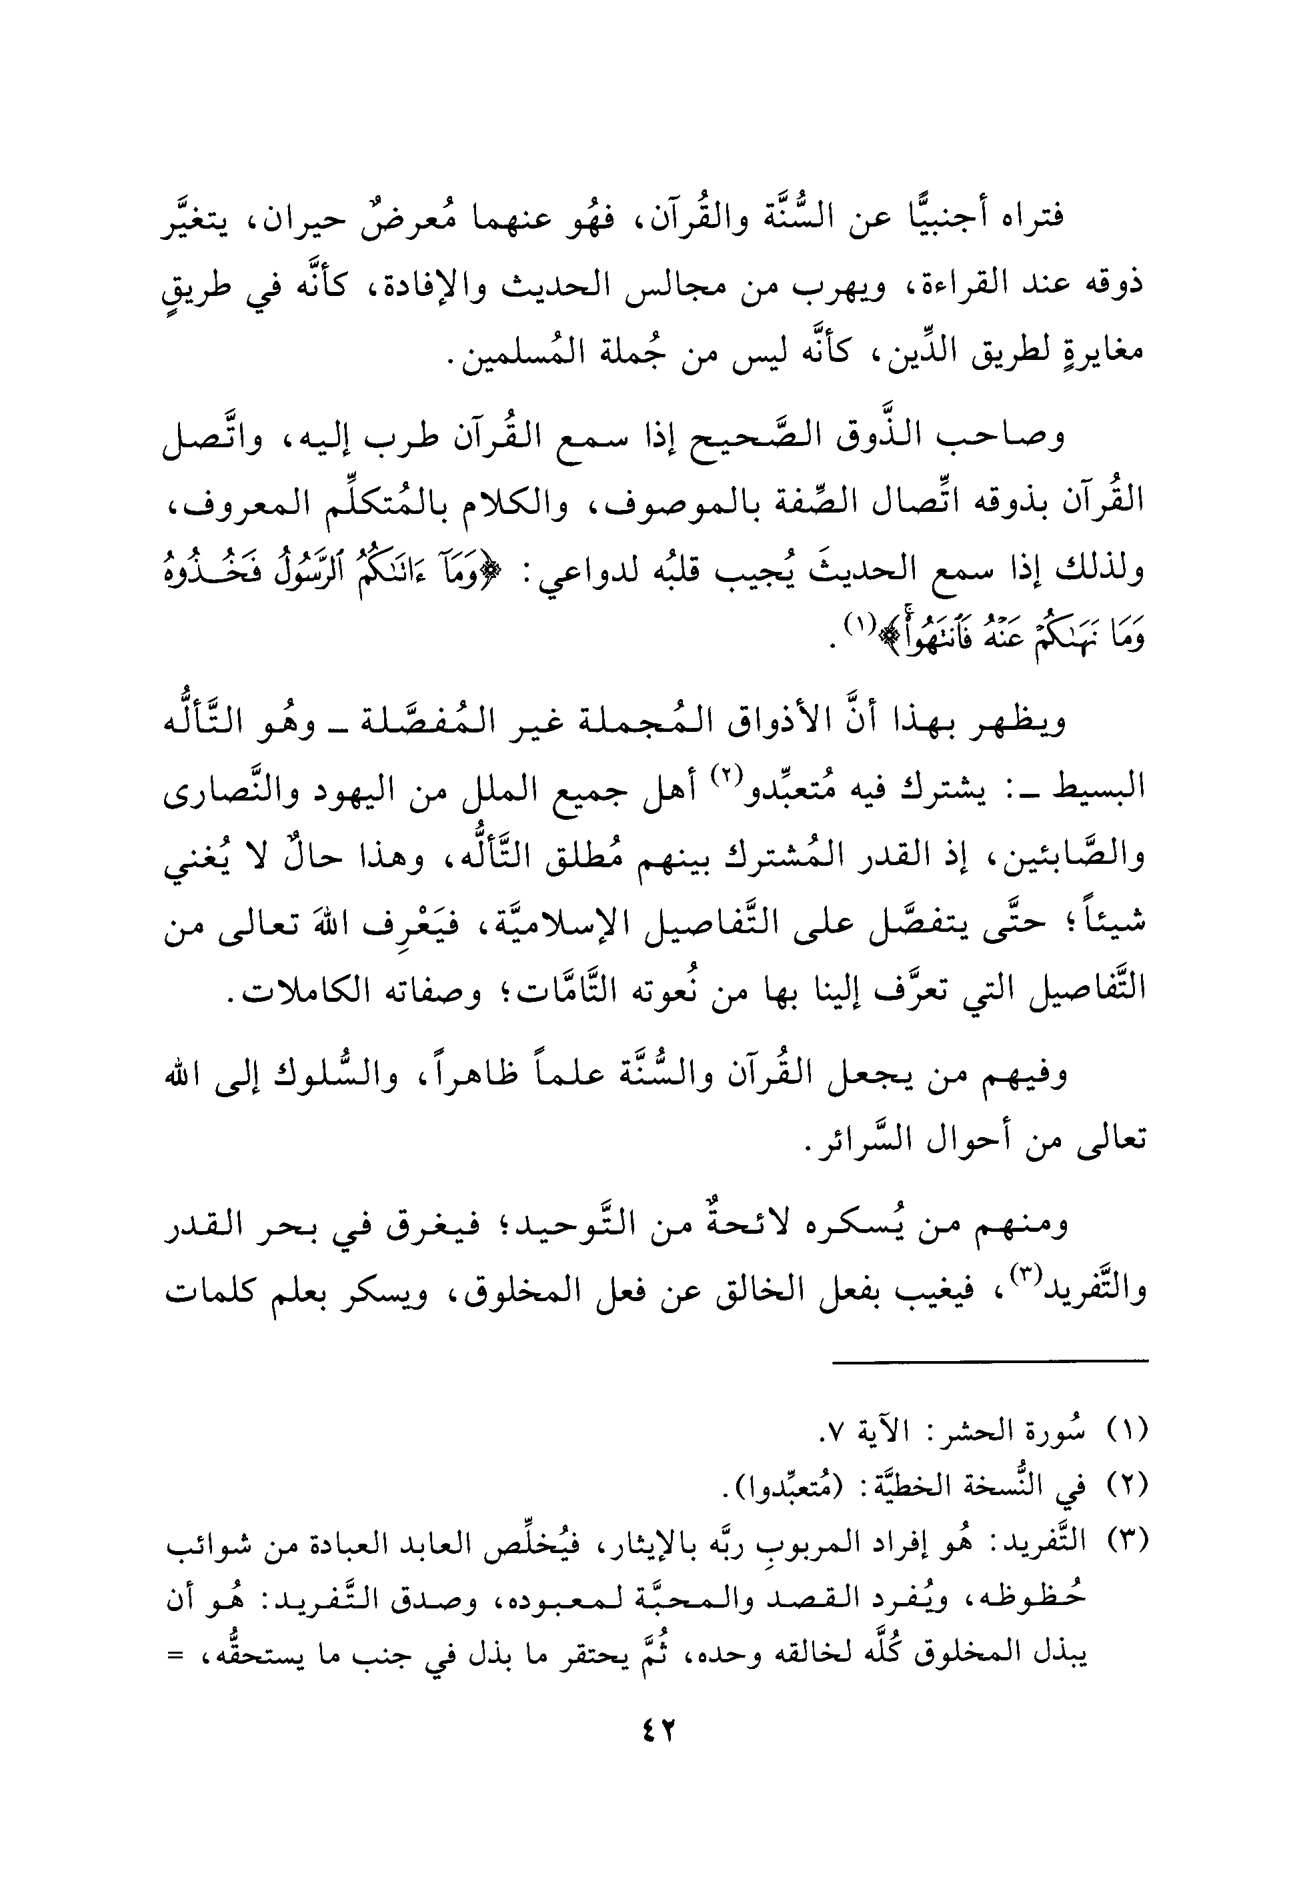 فتراه أجنبيًّا عن السُّنَّة والقُرآن، فهُو عنهما مُعرضٌ حيران، يتغيَّر
ذوقه عند القراءة، ويهرب من مجالس الحديث والإفادة، كأنَّه في طريقٍ
مغايرةٍ لطريق الدِّين، كأنَّه ليس من جُملة المُسلمين.
وصاحب الذَّوق الصَّحيح إذا سمع القُرآن طرب إليه، واتَّصل
القُرآن بذوقه اتِّصال الصِّفة بالموصوف، والكلام بالمُتكلِّم المعروف،
ولذلك إذا سمع الحديثَ يُجيب قلبُه لدواعي: ﴿وَمَآ ءَاتَىٰكُمُ ٱلرَّسُولُ فَخُذُوهُ
وَمَا نَهَىٰكُمْ عَنْهُ فَٱنتَهُوا۟ۚ﴾(١).
ويظهر بهذا أنَّ الأذواق المُجملة غير المُفصَّلة ـ وهُو التَّألُّه
البسيط ـ: يشترك فيه مُتعبِّدو(٢) أهل جميع الملل من اليهود والنَّصارى
والصَّابئين، إذ القدر المُشترك بينهم مُطلق التَّألُّه، وهذا حالٌ لا يُغني
شيئاً؛ حتَّى يتفصَّل على التَّفاصيل الإسلاميَّة، فيَعْرِف اللهَ تعالى من
التَّفاصيل التي تعرَّف إلينا بها من نُعوته التَّامَّات؛ وصفاته الكاملات.
وفيهم من يجعل القُرآن والسُّنَّة علماً ظاهراً، والسُّلوك إلى الله
تعالى من أحوال السَّرائر.
ومنهم من يُسكره لائحةٌ من التَّوحيد؛ فيغرق في بحر القدر
والتَّفريد(٣)، فيغيب بفعل الخالق عن فعل المخلوق، ويسكر بعلم كلمات
(١) سُورة الحشر: الآية ٧.
(٢) في النُّسخة الخطيَّة: (مُتعبِّدوا).
(٣) التَّفريد: هُو إفراد المربوبِ ربَّه بالإيثار، فيُخلِّص العابد العبادة من شوائب
حُظوظه، ويُفرد القصد والمحبَّة لمعبوده، وصدق التَّفريد: هُو أن
يبذل المخلوق كُلَّه لخالقه وحده، ثُمَّ يحتقر ما بذل في جنب ما يستحقُّه، =
٤٢